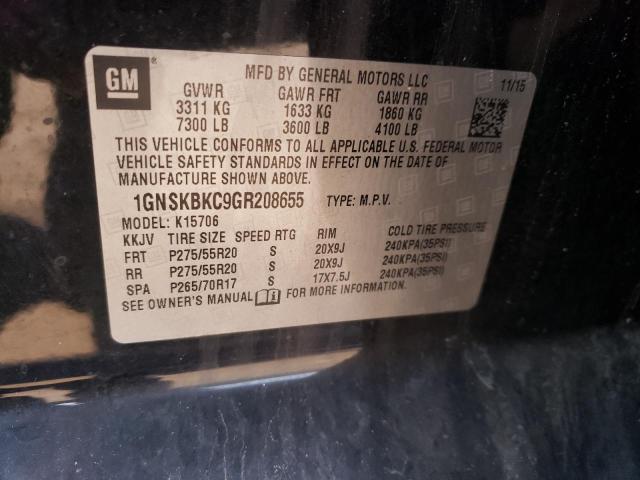 GM
MFD BY GENERAL MOTORS LLC
11/15
GVWR GAWR FRT GAWR RR
3311 KG 1633 KG 1860 KG
7300 LB 3600 LB 4100 LB
THIS VEHICLE CONFORMS TO ALL APPLICABLE U.S. FEDERAL MOTOR
VEHICLE SAFETY STANDARDS IN EFFECT ON THE DATE OF
MANUFACTURE SHOWN ABOVE.
1GNSKBKC9GR208655 TYPE: M.P.V.
MODEL: K15706
KKJV TIRE SIZE SPEED RTG RIM COLD TIRE PRESSURE
FRT P275/55R20 S 20X9J 240KPA(35PSI)
RR P275/55R20 S 20X9J 240KPA(35PSI)
SPA P265/70R17 S 17X7.5J 240KPA(35PSI)
SEE OWNER'S MANUAL FOR ADDITIONAL INFORMATION.